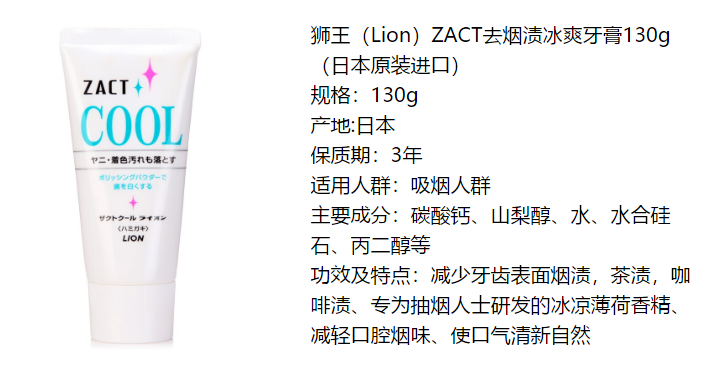 ZACT
COOL
ヤニ・着色汚れも落とす
ポリッシングパウダーで
歯を白くする
ザクトクール ライオン
〈ハミガキ〉
LION
狮王（Lion）ZACT去烟渍冰爽牙膏130g
（日本原装进口）
规格：130g
产地:日本
保质期：3年
适用人群：吸烟人群
主要成分：碳酸钙、山梨醇、水、水合硅
石、丙二醇等
功效及特点：减少牙齿表面烟渍，茶渍，咖
啡渍、专为抽烟人士研发的冰凉薄荷香精、
减轻口腔烟味、使口气清新自然